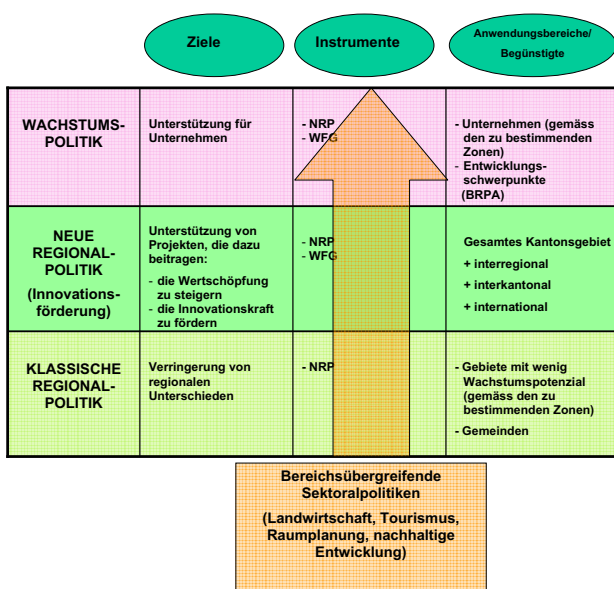 Ziele
Instrumente
Anwendungsbereiche/
Begünstigte
WACHSTUMS-
POLITIK
Unterstützung für
Unternehmen
- NRP
- WFG
- Unternehmen (gemäss
den zu bestimmenden
Zonen)
- Entwicklungs-
schwerpunkte
(BRPA)
NEUE
REGIONAL-
POLITIK
(Innovations-
förderung)
Unterstützung von
Projekten, die dazu
beitragen:
- die Wertschöpfung
zu steigern
- die Innovationskraft
zu fördern
- NRP
- WFG
Gesamtes Kantonsgebiet
+ interregional
+ interkantonal
+ international
KLASSISCHE
REGIONAL-
POLITIK
Verringerung von
regionalen
Unterschieden
- NRP
- Gebiete mit wenig
Wachstumspotenzial
(gemäss den zu
bestimmenden Zonen)
- Gemeinden
Bereichsübergreifende
Sektoralpolitiken
(Landwirtschaft, Tourismus,
Raumplanung, nachhaltige
Entwicklung)